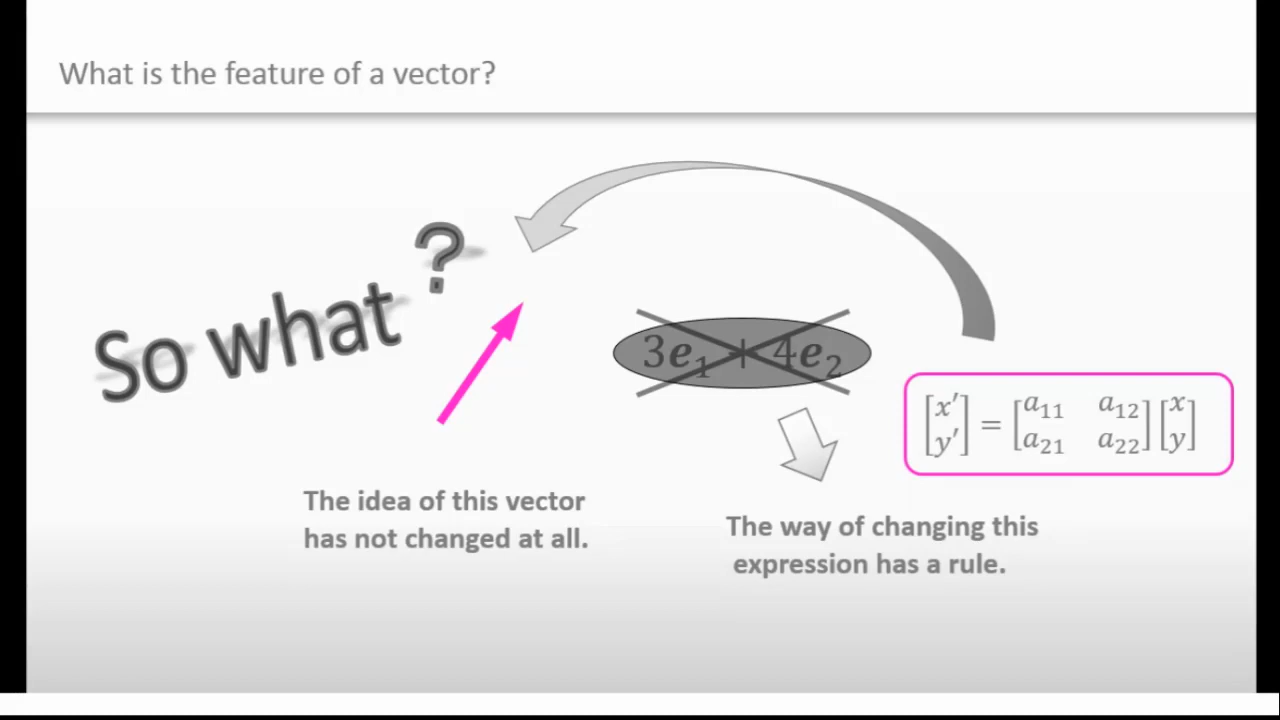 What is the feature of a vector?
So what ?
3e₁ + 4e₂
[x′ y′] = [a₁₁ a₁₂ a₂₁ a₂₂] [x y]
The idea of this vector
has not changed at all.
The way of changing this
expression has a rule.